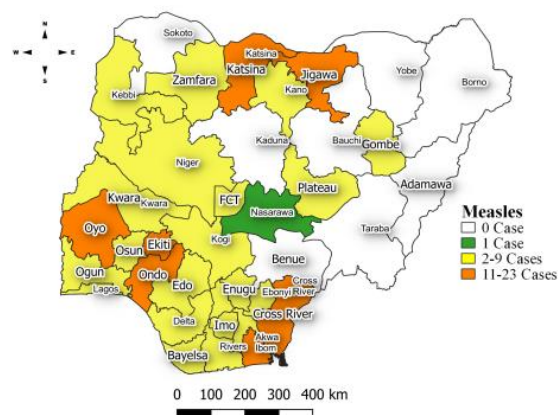 N
W
E
S
Sokoto
Katsina
Katsina
Jigawa
Yobe
Borno
Zamfara
Kebbi
Kano
Kaduna
Bauchi
Gombe
Niger
Adamawa
Plateau
FCT
Nasarawa
Kwara
Kwara
Taraba
Oyo
Kogi
Osun
Ekiti
Benue
Ogun
Ondo
Edo
Enugu
Ebonyi
Cross
River
Lagos
Cross River
Delta
Imo
Akwa
Ibom
Rivers
Bayelsa
Measles
0 Case
1 Case
2-9 Cases
11-23 Cases
0 100 200 300 400 km